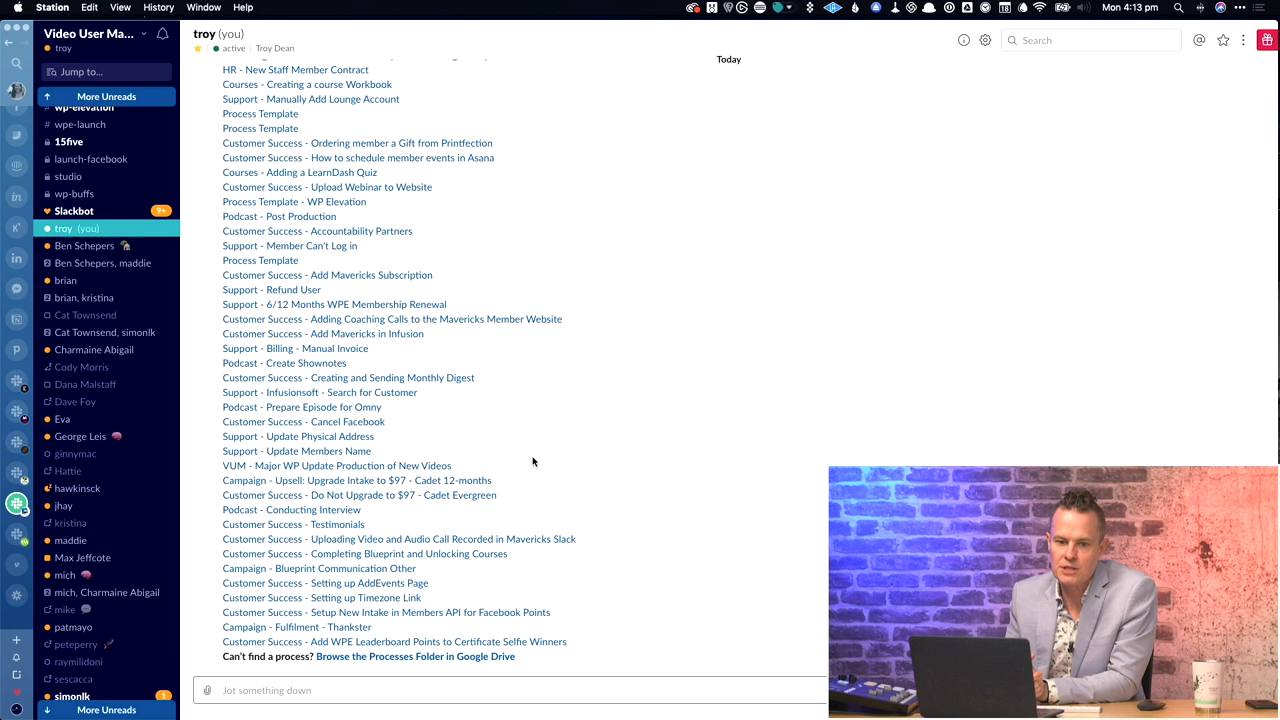 Station Edit View History Window Help
Mon 4:13 pm
Video User Ma...
troy
Jump to...
More Unreads
wp-elevation
wpe-launch
15five
launch-facebook
studio
wp-buffs
Slackbot 9+
troy (you)
Ben Schepers
Ben Schepers, maddie
brian
brian, kristina
Cat Townsend
Cat Townsend, simonlk
Charmaine Abigail
Cody Morris
Dana Malstaff
Dave Foy
Eva
George Leis
ginnymac
Hattie
hawkinsck
jhay
kristina
maddie
Max Jeffcote
mich
mich, Charmaine Abigail
mike
patmayo
peteperry
raymilidoni
sescacca
simonlk 1
More Unreads
troy (you)
active Troy Dean
Search
Today
HR - New Staff Member Contract
Courses - Creating a course Workbook
Support - Manually Add Lounge Account
Process Template
Process Template
Customer Success - Ordering member a Gift from Printfection
Customer Success - How to schedule member events in Asana
Courses - Adding a LearnDash Quiz
Customer Success - Upload Webinar to Website
Process Template - WP Elevation
Podcast - Post Production
Customer Success - Accountability Partners
Support - Member Can't Log in
Process Template
Customer Success - Add Mavericks Subscription
Support - Refund User
Support - 6/12 Months WPE Membership Renewal
Customer Success - Adding Coaching Calls to the Mavericks Member Website
Customer Success - Add Mavericks in Infusion
Support - Billing - Manual Invoice
Podcast - Create Shownotes
Customer Success - Creating and Sending Monthly Digest
Support - Infusionsoft - Search for Customer
Podcast - Prepare Episode for Omny
Customer Success - Cancel Facebook
Support - Update Physical Address
Support - Update Members Name
VUM - Major WP Update Production of New Videos
Campaign - Upsell: Upgrade Intake to $97 - Cadet 12-months
Customer Success - Do Not Upgrade to $97 - Cadet Evergreen
Podcast - Conducting Interview
Customer Success - Testimonials
Customer Success - Uploading Video and Audio Call Recorded in Mavericks Slack
Customer Success - Completing Blueprint and Unlocking Courses
Campaign - Blueprint Communication Other
Customer Success - Setting up AddEvents Page
Customer Success - Setting up Timezone Link
Customer Success - Setup New Intake in Members API for Facebook Points
Campaign - Fulfilment - Thankster
Customer Success - Add WPE Leaderboard Points to Certificate Selfie Winners
Can't find a process? Browse the Processes Folder in Google Drive
Jot something down